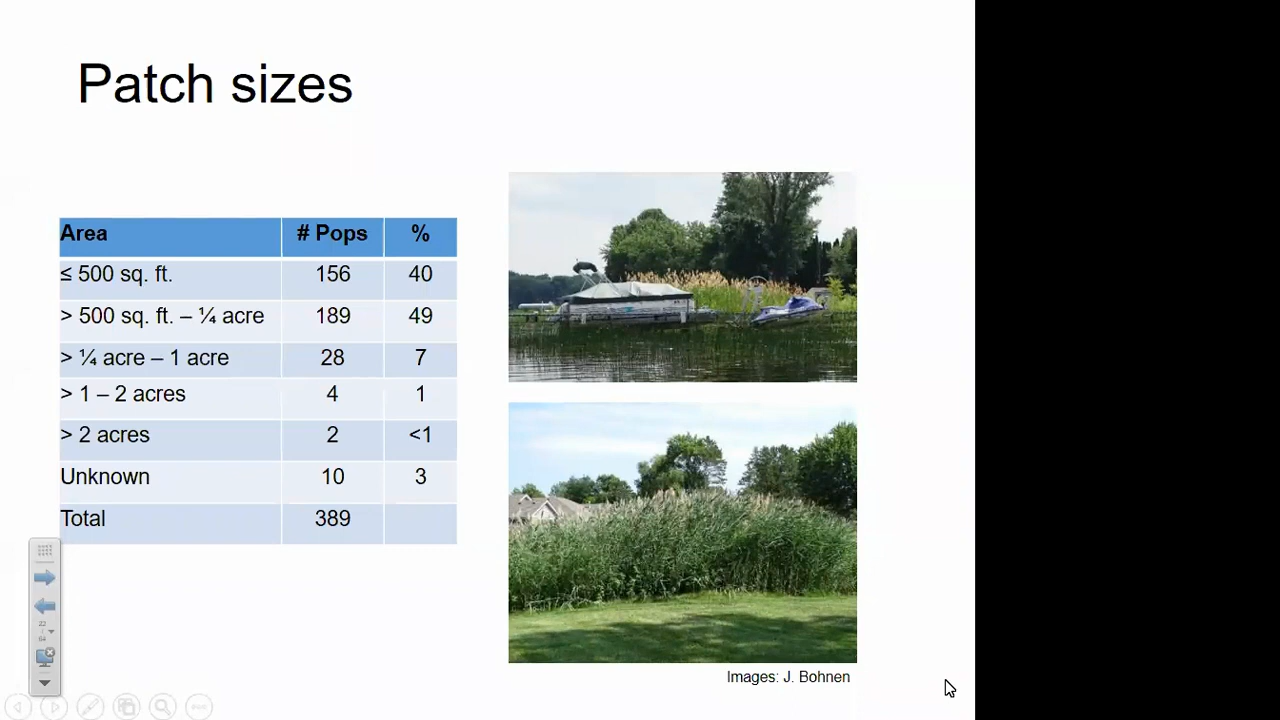 Patch sizes
Area # Pops %
≤ 500 sq. ft. 156 40
> 500 sq. ft. – ¼ acre 189 49
> ¼ acre – 1 acre 28 7
> 1 – 2 acres 4 1
> 2 acres 2 <1
Unknown 10 3
Total 389
Images: J. Bohnen